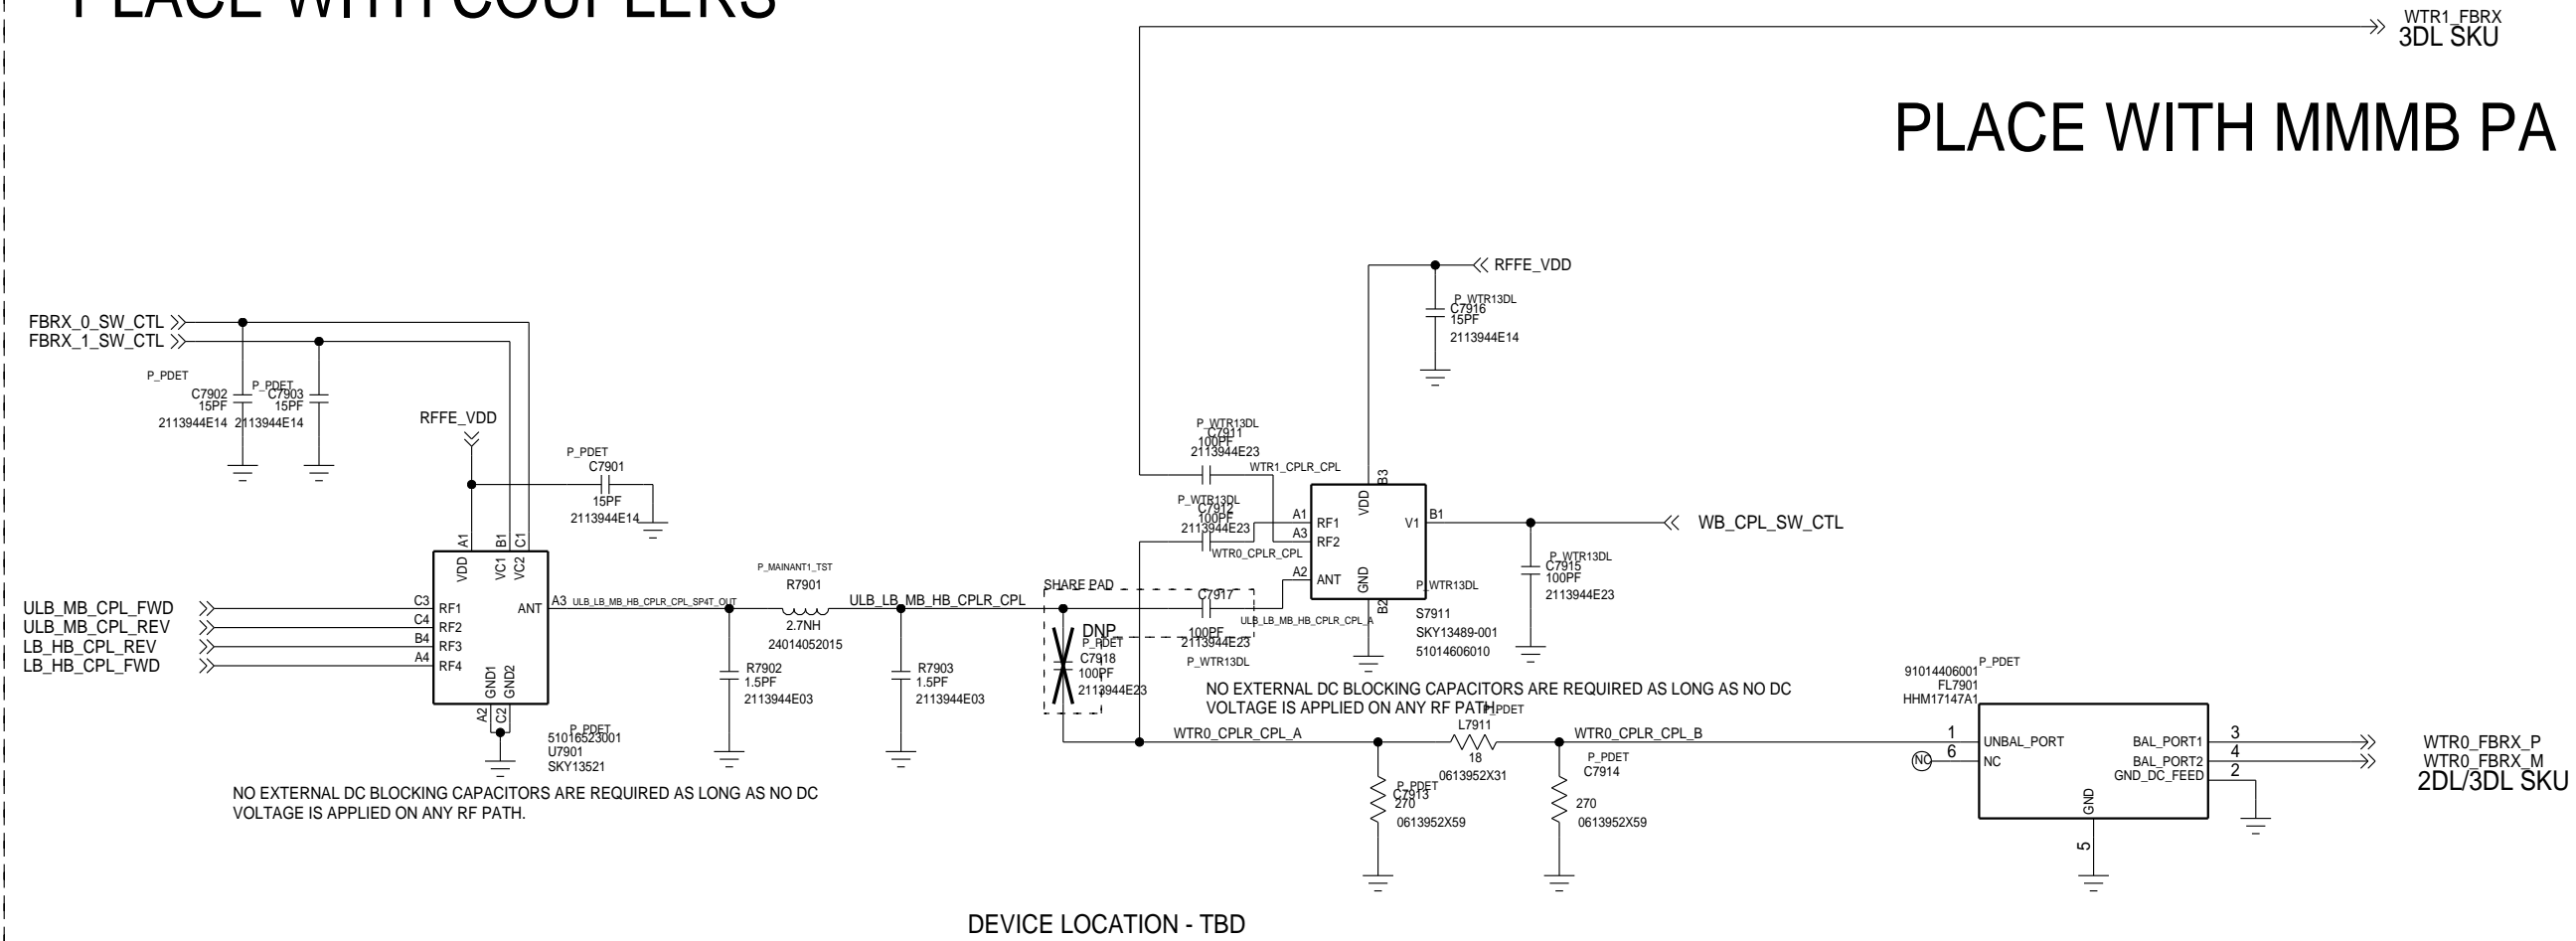 PLACE WITH COUPLERS
WTR1_FBRX
3DL SKU
PLACE WITH MMMB PA
RFFE_VDD
P_WTR13DL
C7916
15PF
2113944E14
FBRX_0_SW_CTL
FBRX_1_SW_CTL
P_PDET
C7902
15PF
2113944E14
P_PDET
C7903
15PF
2113944E14
RFFE_VDD
P_PDET
C7901
15PF
2113944E14
P_WTR13DL
C7911
100PF
2113944E23
WTR1_CPLR_CPL
P_WTR13DL
C7912
100PF
2113944E23
WTR0_CPLR_CPL
A1 RF1
A3 RF2
A2 ANT
VDD B3
V1 B1
GND B2
WB_CPL_SW_CTL
P_WTR13DL
C7915
100PF
2113944E23
P_WTR13DL
S7911
SKY13489-001
51014606010
A1 B1 C1
VDD VC1 VC2
ULB_MB_CPL_FWD C3 RF1
ULB_MB_CPL_REV C4 RF2
LB_HB_CPL_REV B4 RF3
LB_HB_CPL_FWD A4 RF4
ANT A3
GND1 GND2
A2 C2
ULB_LB_MB_HB_CPLR_CPL_SP4T_OUT
P_MAINANT1_TST
R7901
2.7NH
24014052015
ULB_LB_MB_HB_CPLR_CPL
R7902
1.5PF
2113944E03
R7903
1.5PF
2113944E03
SHARE PAD
C7917
100PF
2113944E23
P_WTR13DL
ULB_LB_MB_HB_CPLR_CPL_A
DNP
P_PDET
C7918
100PF
2113944E23
P_PDET
51016523001
U7901
SKY13521
NO EXTERNAL DC BLOCKING CAPACITORS ARE REQUIRED AS LONG AS NO DC
VOLTAGE IS APPLIED ON ANY RF PATH.
NO EXTERNAL DC BLOCKING CAPACITORS ARE REQUIRED AS LONG AS NO DC
VOLTAGE IS APPLIED ON ANY RF PATH.
WTR0_CPLR_CPL_A
P_PDET
L7911
18
0613952X31
WTR0_CPLR_CPL_B
P_PDET
C7913
270
0613952X59
P_PDET
C7914
270
0613952X59
P_PDET
91014406001
FL7901
HHM17147A1
1 UNBAL_PORT
NC 6 NC
BAL_PORT1 3
BAL_PORT2 4
GND_DC_FEED 2
GND
5
WTR0_FBRX_P
WTR0_FBRX_M
2DL/3DL SKU
DEVICE LOCATION - TBD